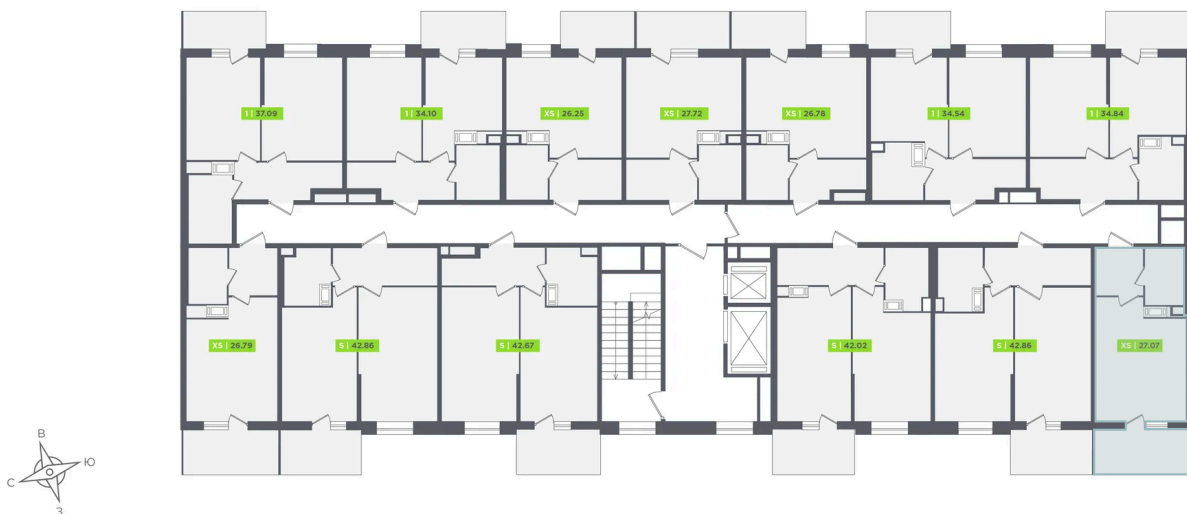 1 | 37.09
1 | 34.10
XS | 26.25
XS | 27.72
XS | 26.78
1 | 34.54
1 | 34.84
XS | 26.79
S | 42.86
S | 42.67
S | 42.02
S | 42.86
XS | 27.07
В
Ю
С
З